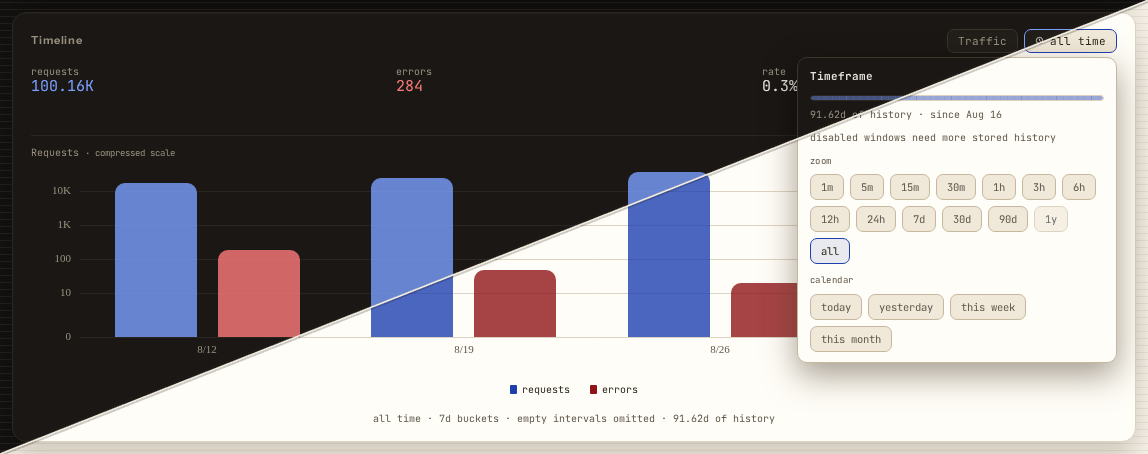 Timeline
Traffic
all time
requests
errors
rate
100.16K
284
0.3%
Timeframe
91.62d of history · since Aug 16
disabled windows need more stored history
zoom
1m 5m 15m 30m 1h 3h 6h
12h 24h 7d 30d 90d 1y
all
calendar
today yesterday this week
this month
Requests · compressed scale
10K
1K
100
10
0
8/12 8/19 8/26
requests errors
all time · 7d buckets · empty intervals omitted · 91.62d of history